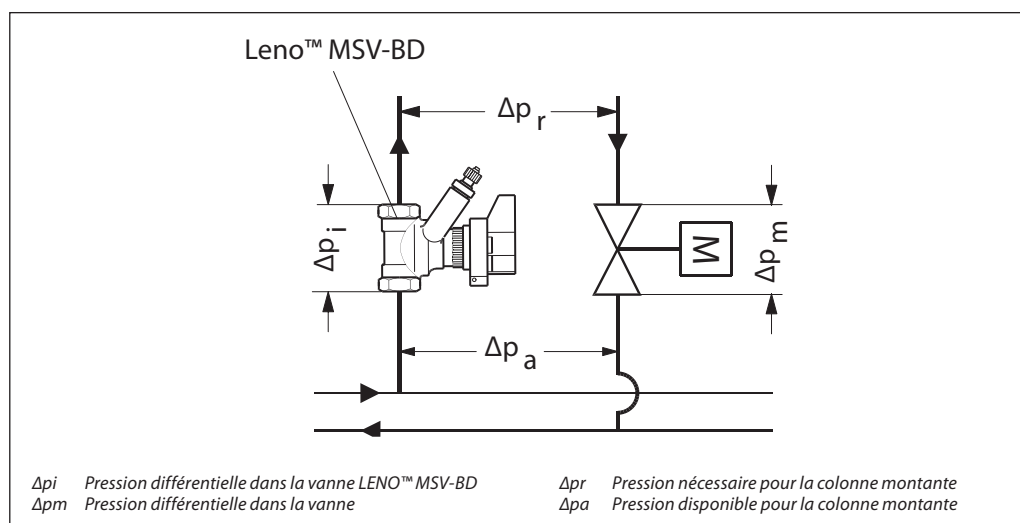 Leno™ MSV-BD
Δp r
Δp i
M
Δp m
Δp a
Δpi Pression différentielle dans la vanne LENO™ MSV-BD
Δpm Pression différentielle dans la vanne
Δpr Pression nécessaire pour la colonne montante
Δpa Pression disponible pour la colonne montante